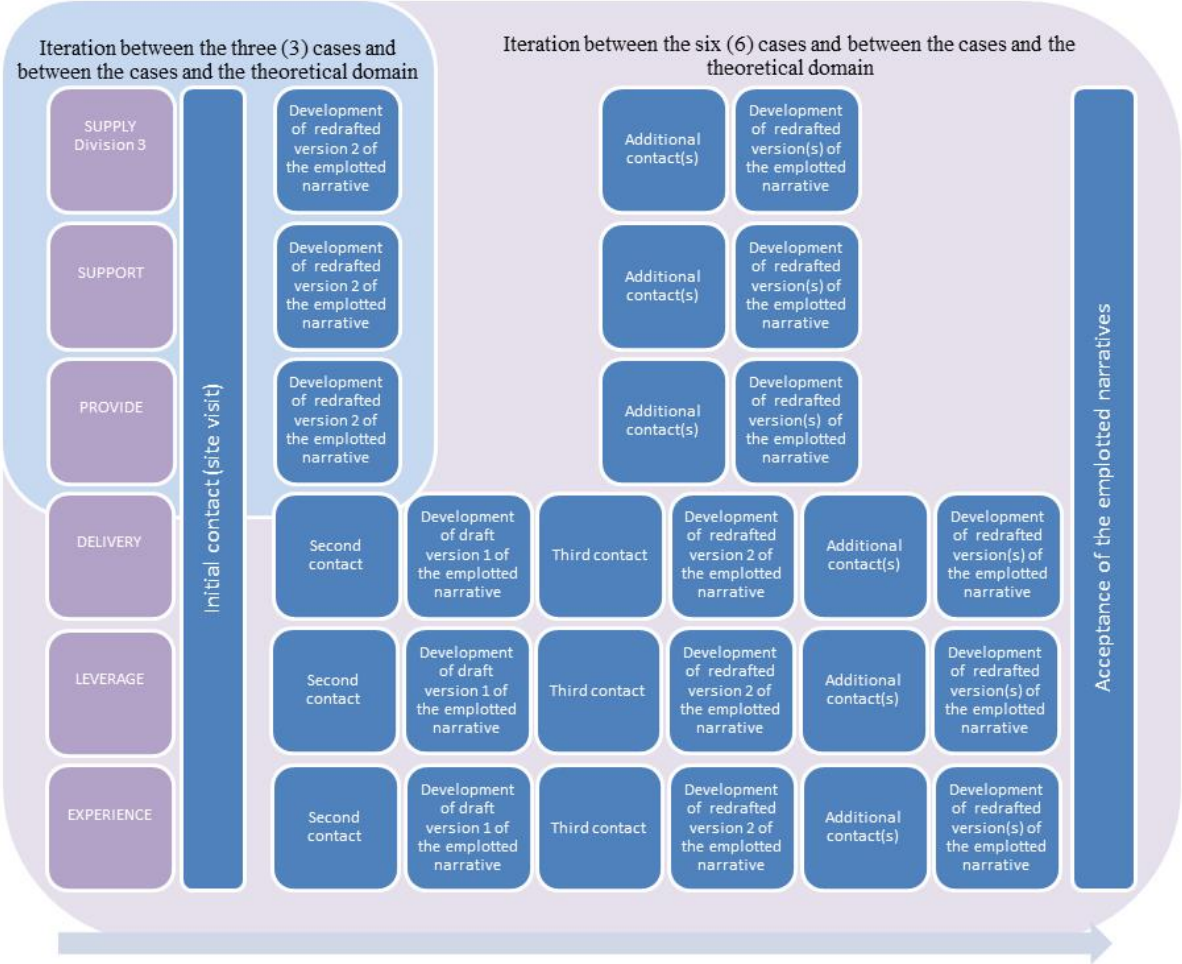 Iteration between the three (3) cases and
between the cases and the theoretical domain
Iteration between the six (6) cases and between the cases and the
theoretical domain
SUPPLY
Division 3
Initial contact (site visit)
Development
of redrafted
version 2 of
the emplotted
narrative
Additional
contact(s)
Development
of redrafted
version(s) of
the emplotted
narrative
Acceptance of the emplotted narratives
SUPPORT
Development
of redrafted
version 2 of
the emplotted
narrative
Additional
contact(s)
Development
of redrafted
version(s) of
the emplotted
narrative
PROVIDE
Development
of redrafted
version 2 of
the emplotted
narrative
Additional
contact(s)
Development
of redrafted
version(s) of
the emplotted
narrative
DELIVERY
Second
contact
Development
of draft
version 1 of
the emplotted
narrative
Third contact
Development
of redrafted
version 2 of
the emplotted
narrative
Additional
contact(s)
Development
of redrafted
version(s) of
the emplotted
narrative
LEVERAGE
Second
contact
Development
of draft
version 1 of
the emplotted
narrative
Third contact
Development
of redrafted
version 2 of
the emplotted
narrative
Additional
contact(s)
Development
of redrafted
version(s) of
the emplotted
narrative
EXPERIENCE
Second
contact
Development
of draft
version 1 of
the emplotted
narrative
Third contact
Development
of redrafted
version 2 of
the emplotted
narrative
Additional
contact(s)
Development
of redrafted
version(s) of
the emplotted
narrative